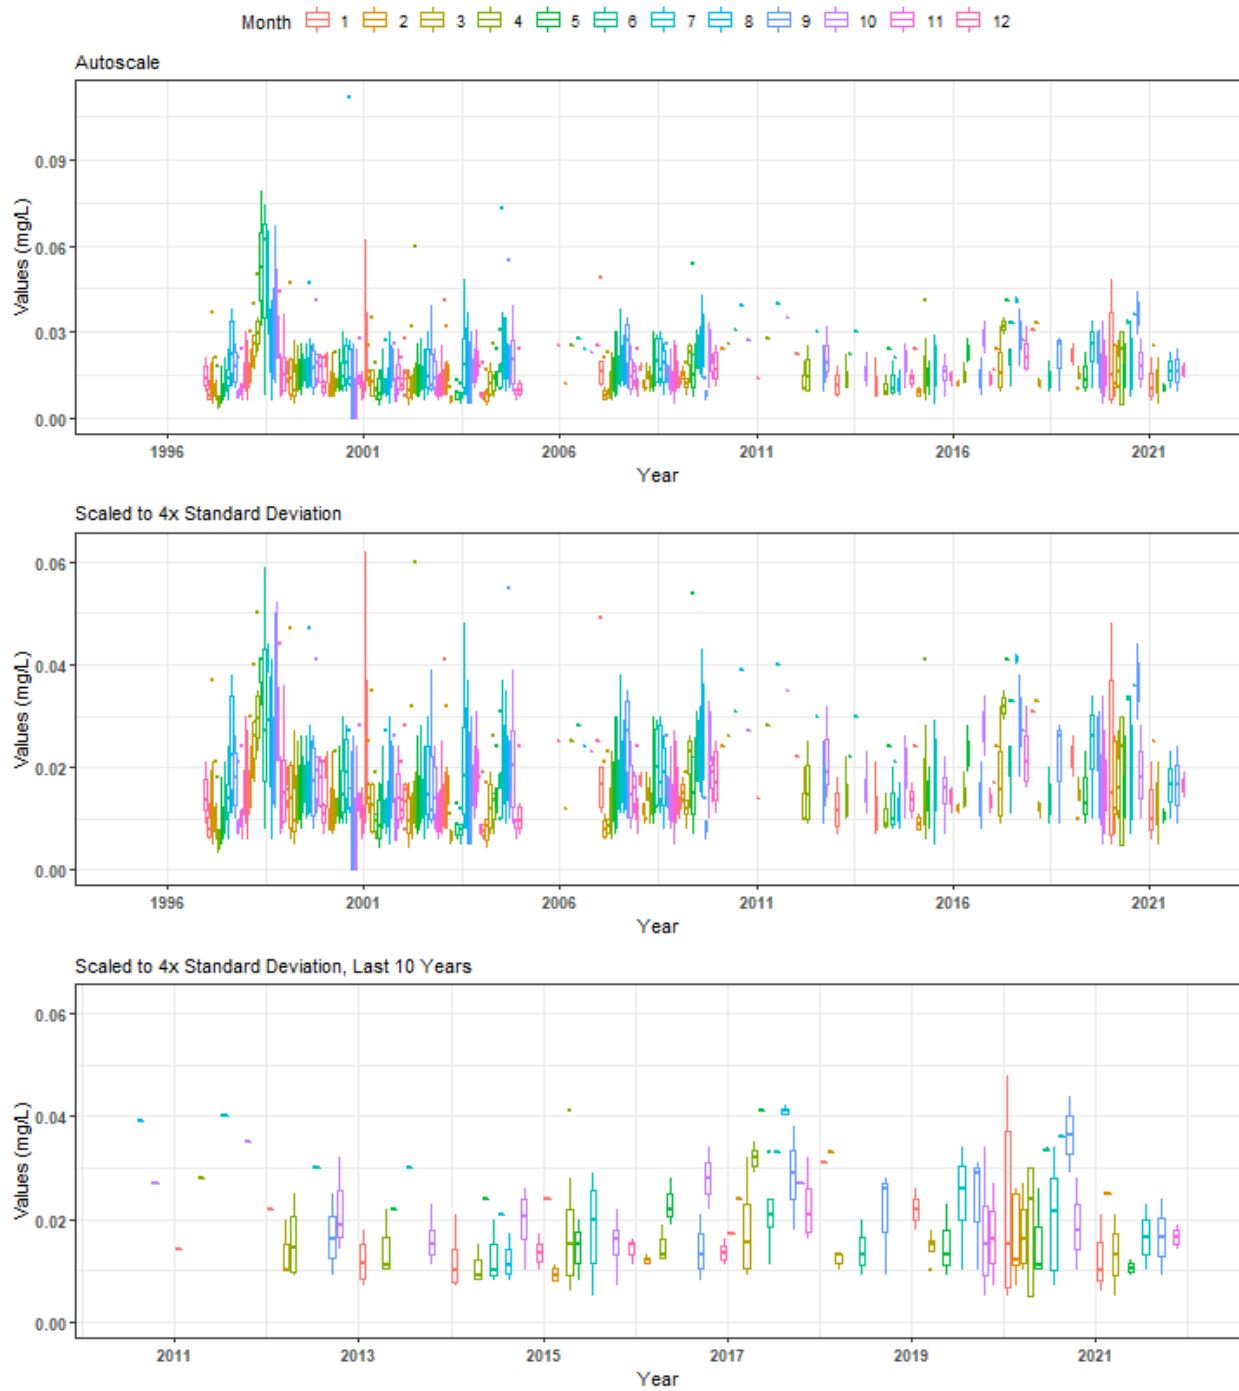 Month 1 2 3 4 5 6 7 8 9 10 11 12
Autoscale
Values (mg/L)
0.09
0.06
0.03
0.00
1996 2001 2006 2011 2016 2021
Year
Scaled to 4x Standard Deviation
Values (mg/L)
0.06
0.04
0.02
0.00
1996 2001 2006 2011 2016 2021
Year
Scaled to 4x Standard Deviation, Last 10 Years
Values (mg/L)
0.06
0.04
0.02
0.00
2011 2013 2015 2017 2019 2021
Year